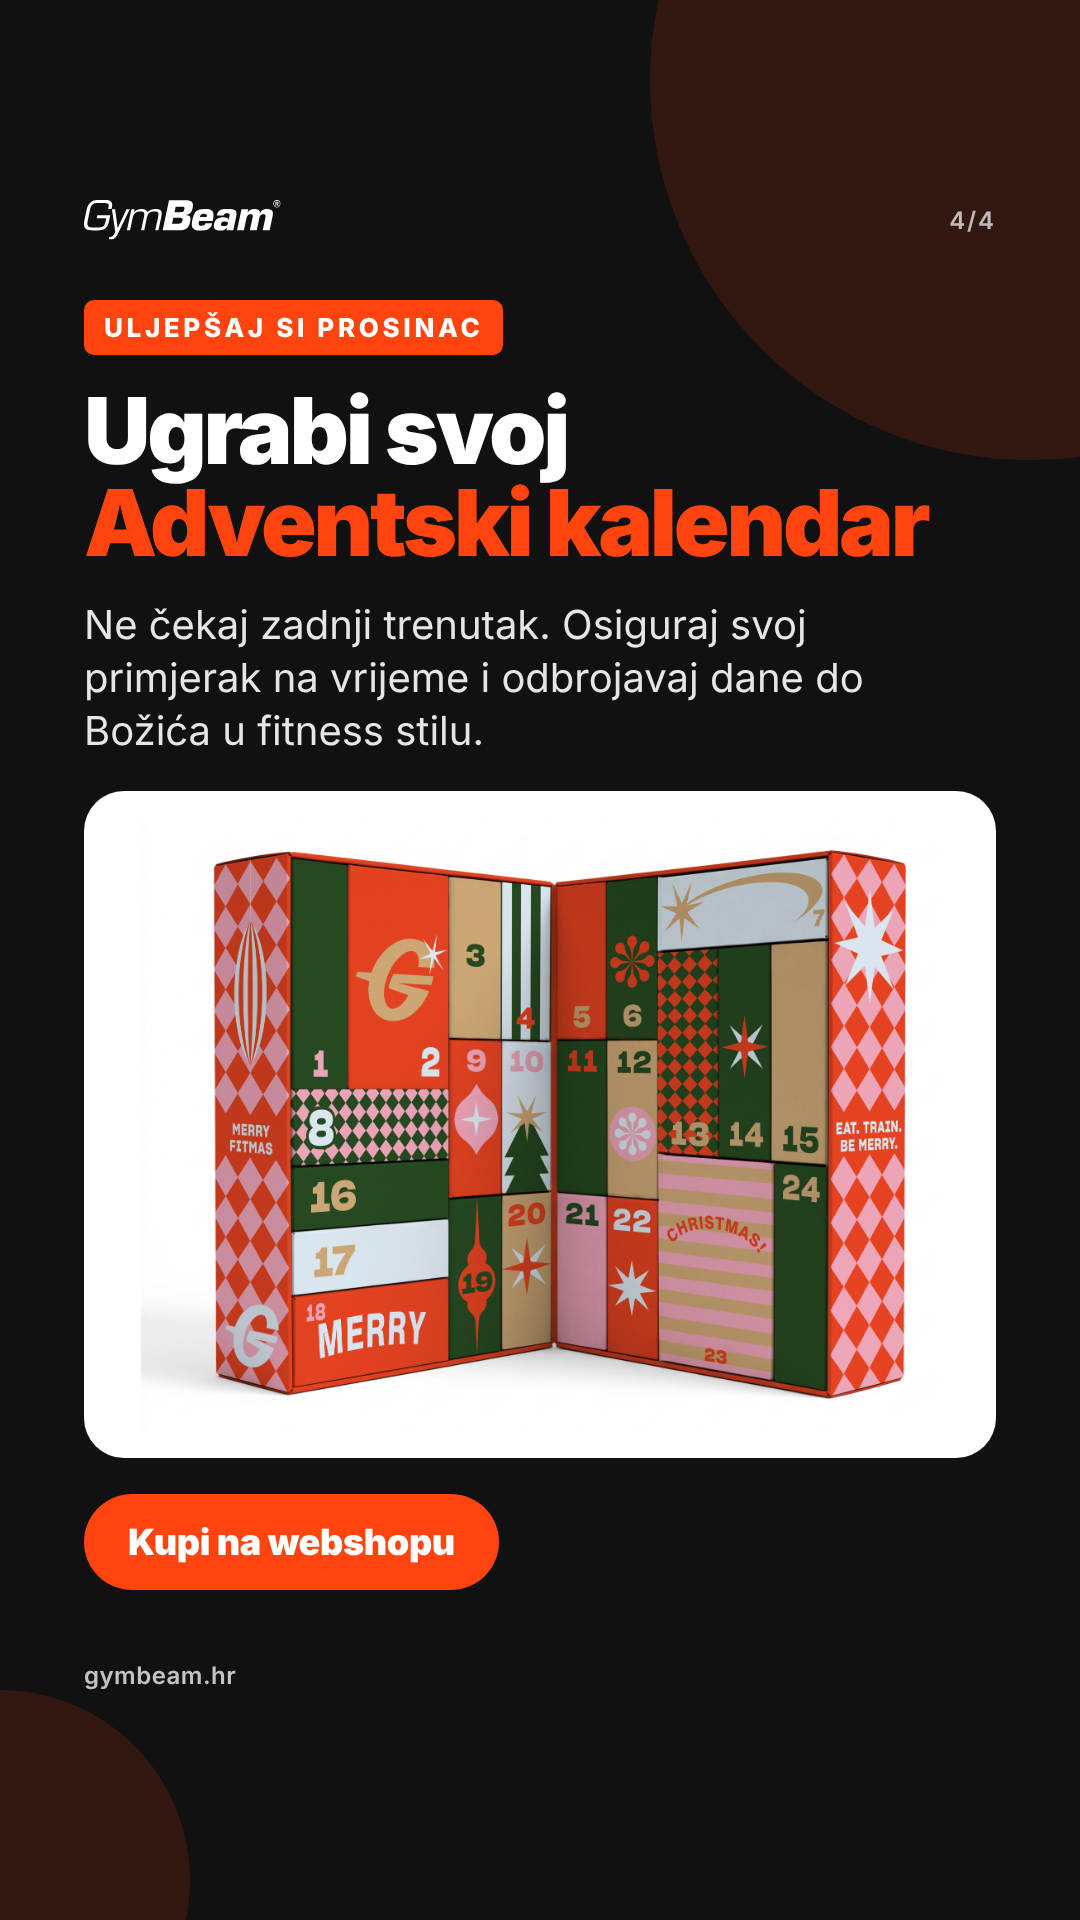 GymBeam®
4/4
ULJEPŠAJ SI PROSINAC
Ugrabi svoj
Adventski kalendar
Ne čekaj zadnji trenutak. Osiguraj svoj
primjerak na vrijeme i odbrojavaj dane do
Božića u fitness stilu.
MERRY
FITMAS
G
1
G
2
3
4
5
6
7
8
9
10
11
12
13
14
15
16
17
18
MERRY
19
20
21
22
CHRISTMAS!
23
24
EAT. TRAIN.
BE MERRY.
Kupi na webshopu
gymbeam.hr